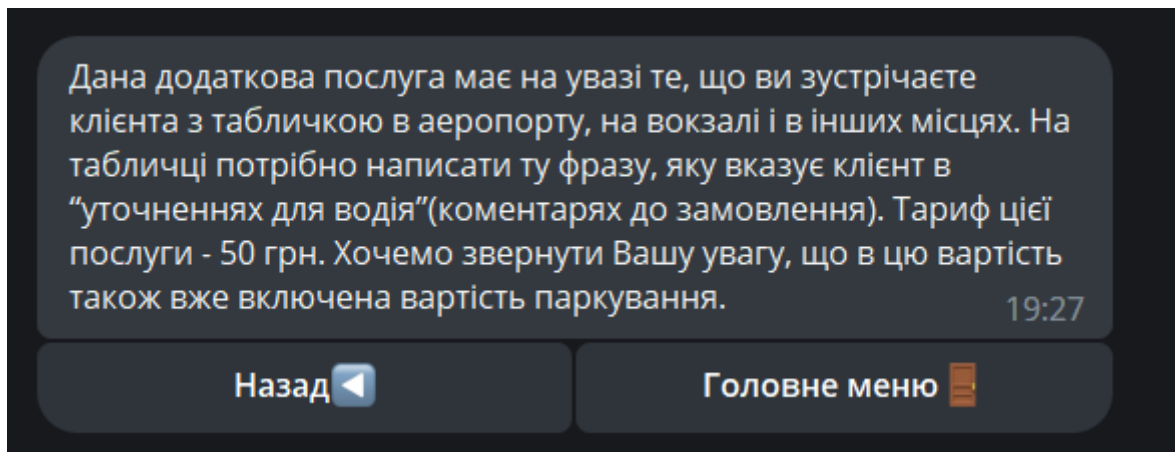 Дана додаткова послуга має на увазі те, що ви зустрічаєте
клієнта з табличкою в аеропорту, на вокзалі і в інших місцях. На
табличці потрібно написати ту фразу, яку вказує клієнт в
“уточненнях для водія”(коментарях до замовлення). Тариф цієї
послуги - 50 грн. Хочемо звернути Вашу увагу, що в цю вартість
також вже включена вартість паркування.
19:27
Назад◀️ Головне меню🚪